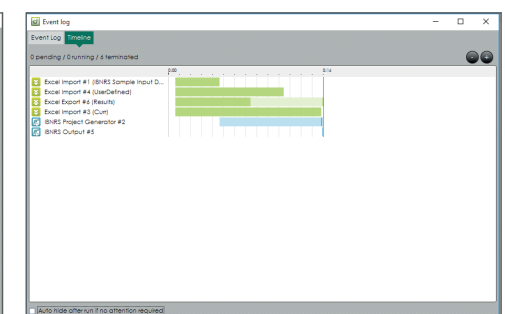 Event log
Event Log Timeline
0 pending / 0 running / 6 terminated
0:00 0:16
Excel Import #1 (IBNRS Sample Input D...
Excel Import #4 (UserDefined)
Excel Export #6 (Results)
Excel Import #3 (Curr)
IBNRS Project Generator #2
IBNRS Output #5
Auto hide after run if no attention required